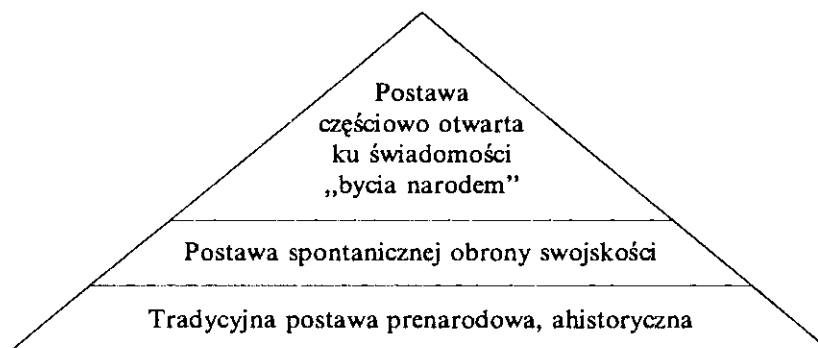 Postawa
częściowo otwarta
ku świadomości
„bycia narodem”
Postawa spontanicznej obrony swojskości
Tradycyjna postawa prenarodowa, ahistoryczna